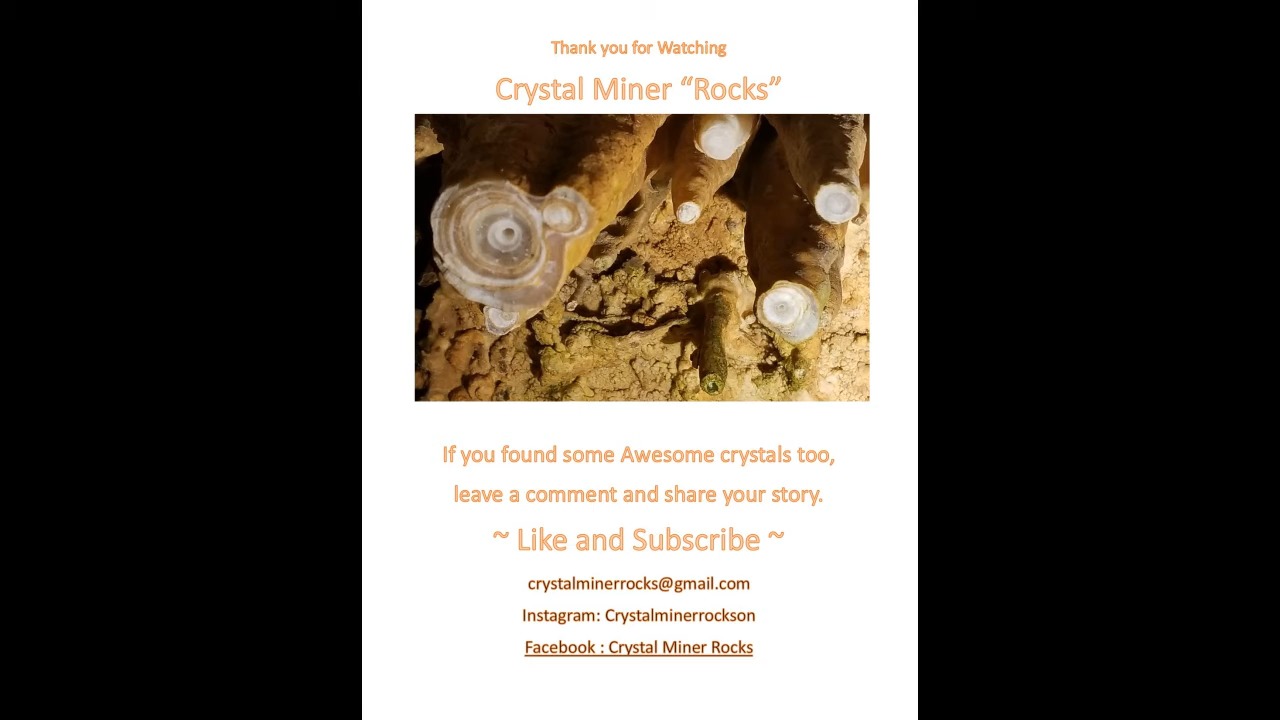 Thank you for Watching
Crystal Miner “Rocks”
If you found some Awesome crystals too,
leave a comment and share your story.
~ Like and Subscribe ~
crystalminerrocks@gmail.com
Instagram: Crystalminerrockson
Facebook : Crystal Miner Rocks